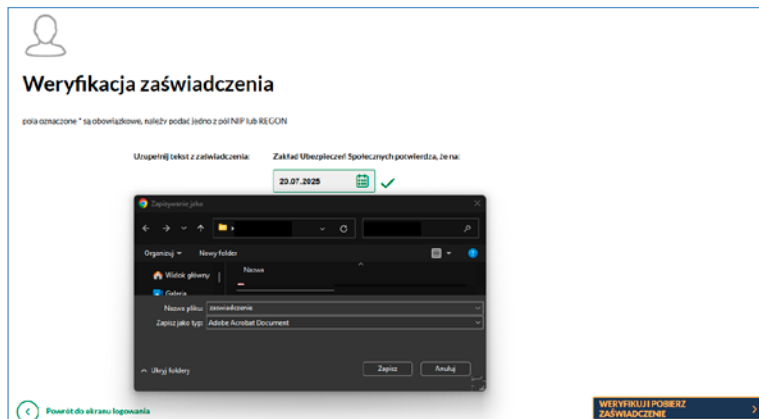 Weryfikacja zaświadczenia
pola oznaczone * są obowiązkowe, należy podać jedno z pól NIP lub REGON
Uzupełnij tekst z zaświadczenia: Zakład Ubezpieczeń Społecznych potwierdza, że na:
20.07.2025
Zapisywanie jako
Organizuj
New folder
Widok główny
Galeria
Nazwa
Nazwa pliku: zaswiadczenie
Zapisz jako typ: Adobe Acrobat Document
Ukryj foldery
Zapisz
Anuluj
Powrót do ekranu logowania
WERYFIKUJ I POBIERZ
ZAŚWIADCZENIE